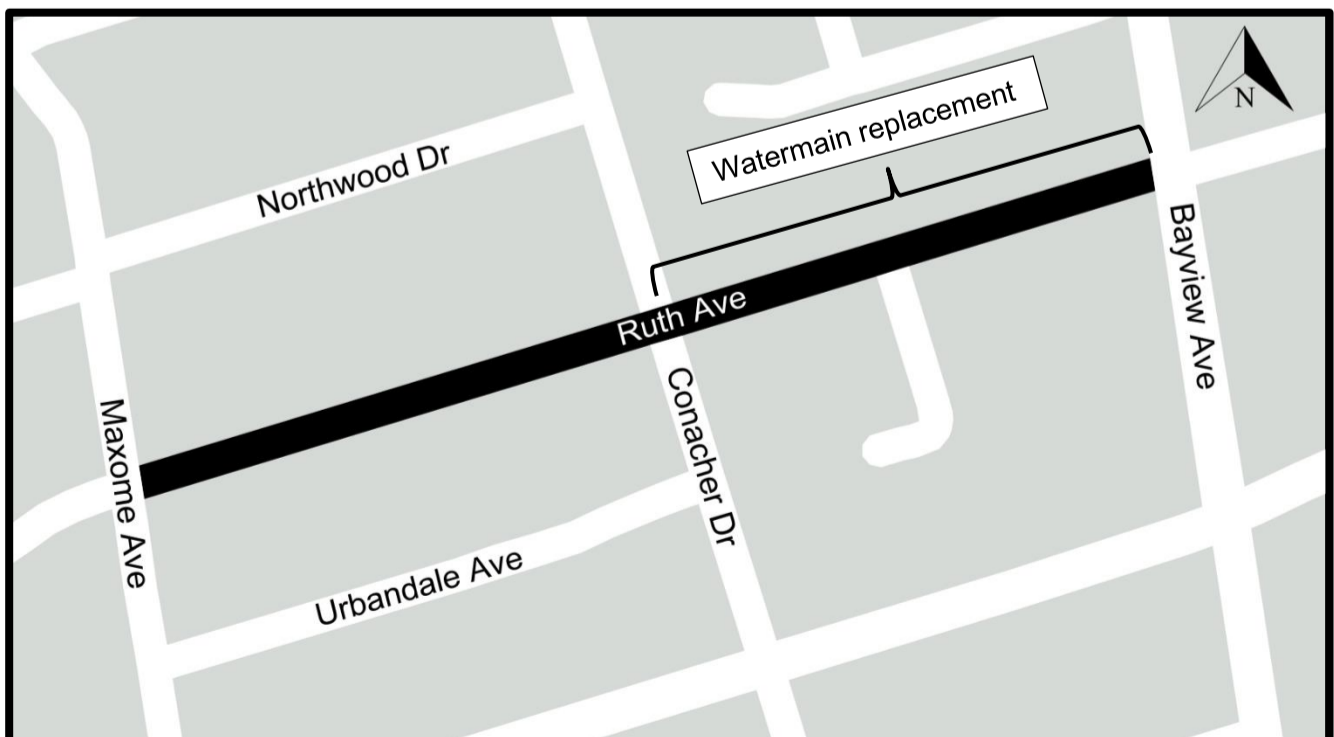 N
Watermain replacement
Northwood Dr
Bayview Ave
Ruth Ave
Conacher Dr
Maxome Ave
Urbandale Ave